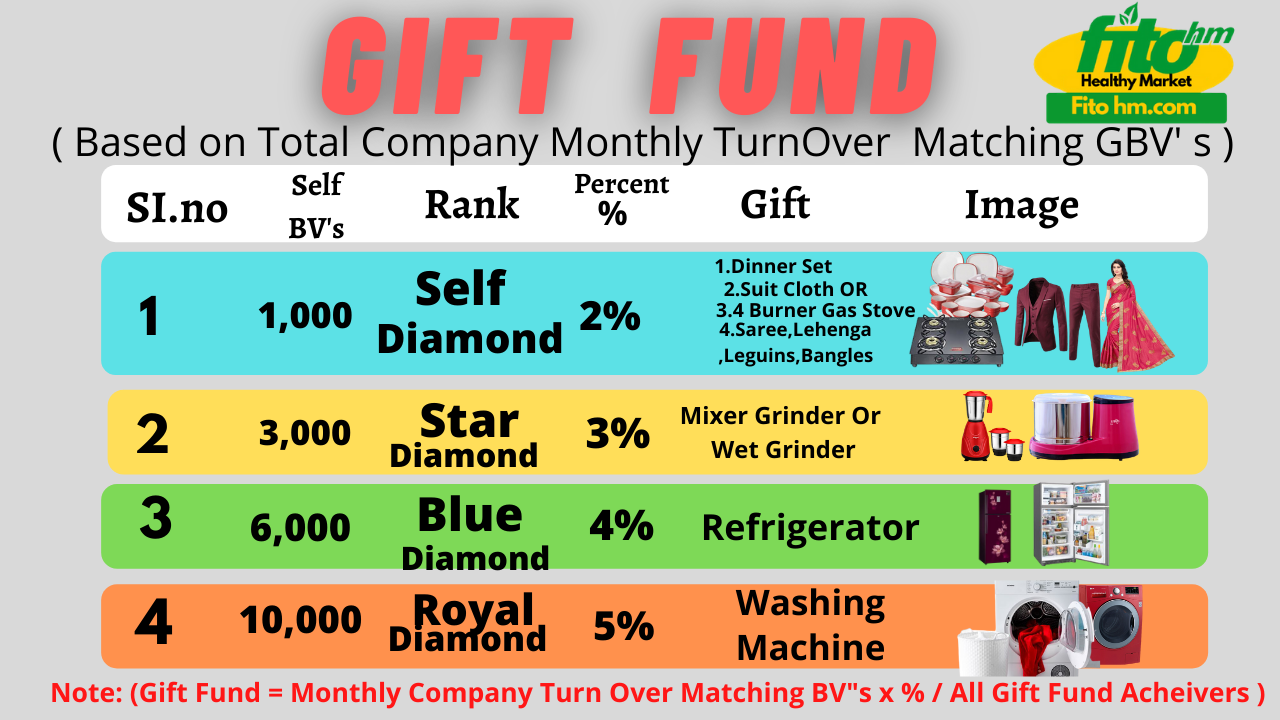 GIFT FUND
fito hm
Healthy Market
Fito hm.com
( Based on Total Company Monthly TurnOver Matching GBV' s )
SI.no
Self
BV's
Rank
Percent
%
Gift
Image
1
1,000
Self
Diamond
2%
1.Dinner Set
2.Suit Cloth OR
3.4 Burner Gas Stove
4.Saree,Lehenga
,Leguins,Bangles
2
3,000
Star
Diamond
3%
Mixer Grinder Or
Wet Grinder
3
6,000
Blue
Diamond
4%
Refrigerator
4
10,000
Royal
Diamond
5%
Washing
Machine
Note: (Gift Fund = Monthly Company Turn Over Matching BV"s x % / All Gift Fund Acheivers )